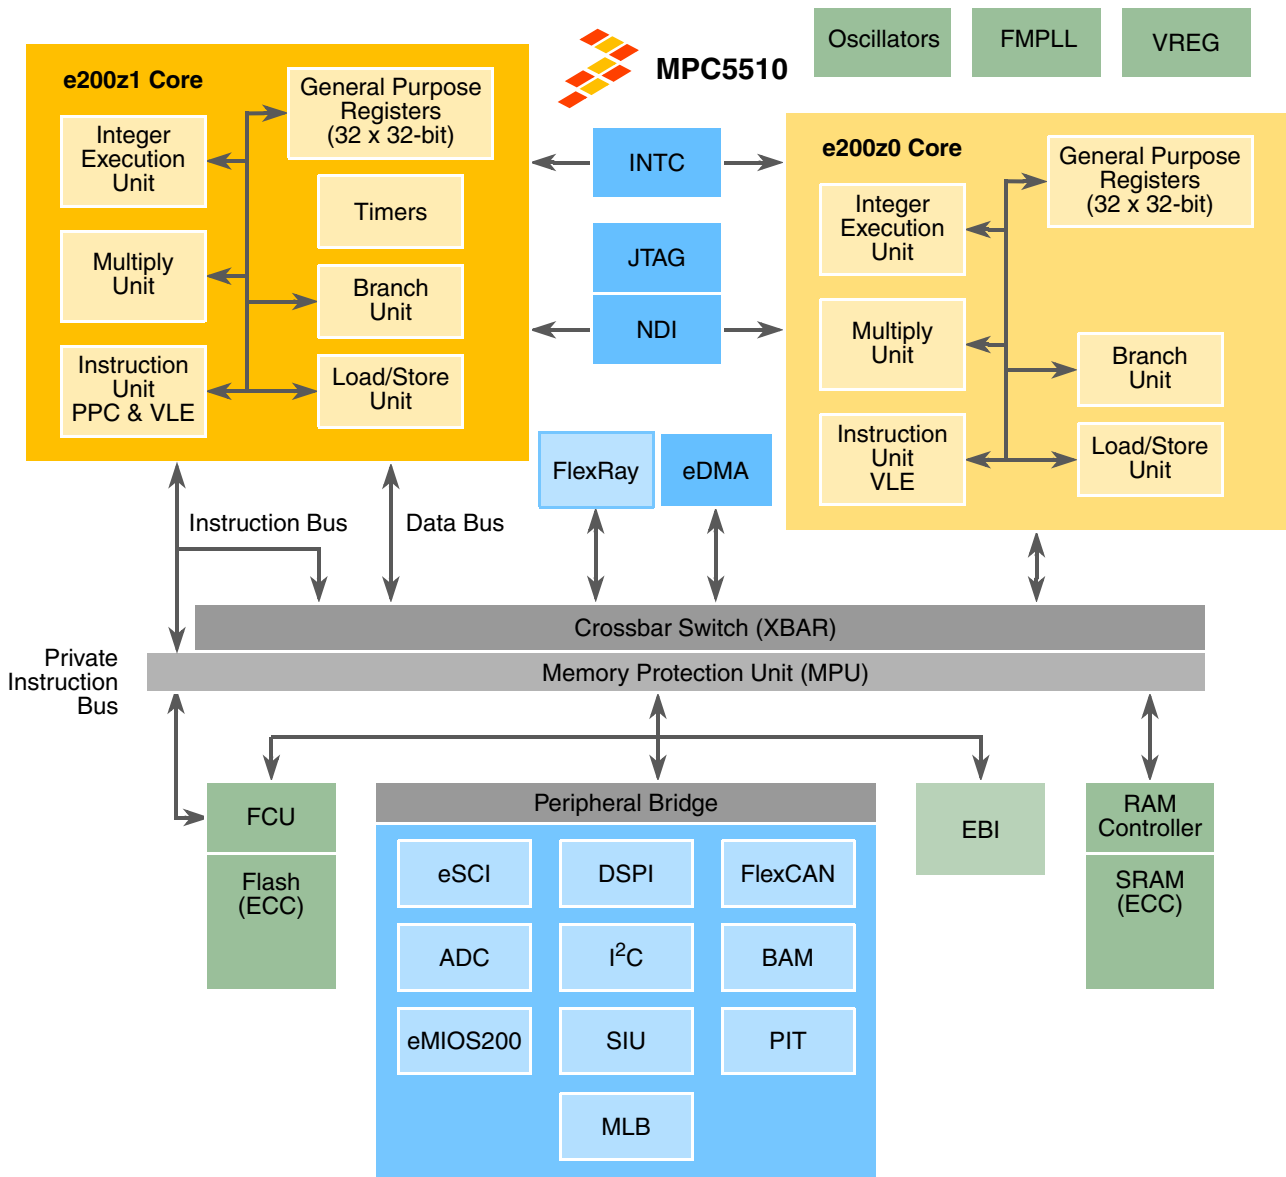 Oscillators
FMPLL
VREG
MPC5510
e200z1 Core
General Purpose
Registers
(32 x 32-bit)
Integer
Execution
Unit
Timers
Multiply
Unit
Branch
Unit
Instruction
Unit
PPC & VLE
Load/Store
Unit
INTC
JTAG
NDI
e200z0 Core
General Purpose
Registers
(32 x 32-bit)
Integer
Execution
Unit
Multiply
Unit
Branch
Unit
Instruction
Unit
VLE
Load/Store
Unit
FlexRay
eDMA
Instruction Bus
Data Bus
Crossbar Switch (XBAR)
Memory Protection Unit (MPU)
Private
Instruction
Bus
FCU
Flash
(ECC)
Peripheral Bridge
eSCI
DSPI
FlexCAN
ADC
I²C
BAM
eMIOS200
SIU
PIT
MLB
EBI
RAM
Controller
SRAM
(ECC)